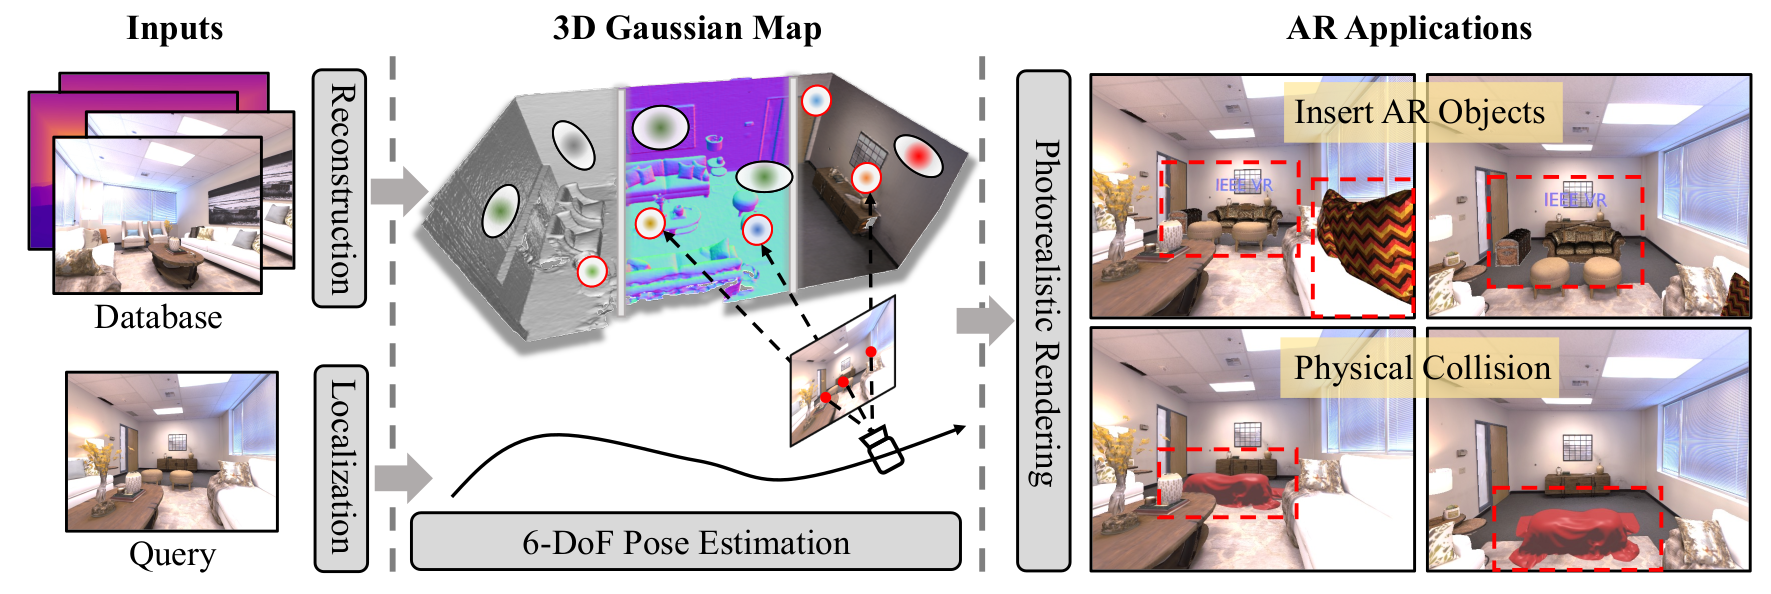 Inputs
3D Gaussian Map
AR Applications
Reconstruction
Database
Localization
Query
6-DoF Pose Estimation
Photorealistic Rendering
Insert AR Objects
IEEE VR
IEEE VR
Physical Collision